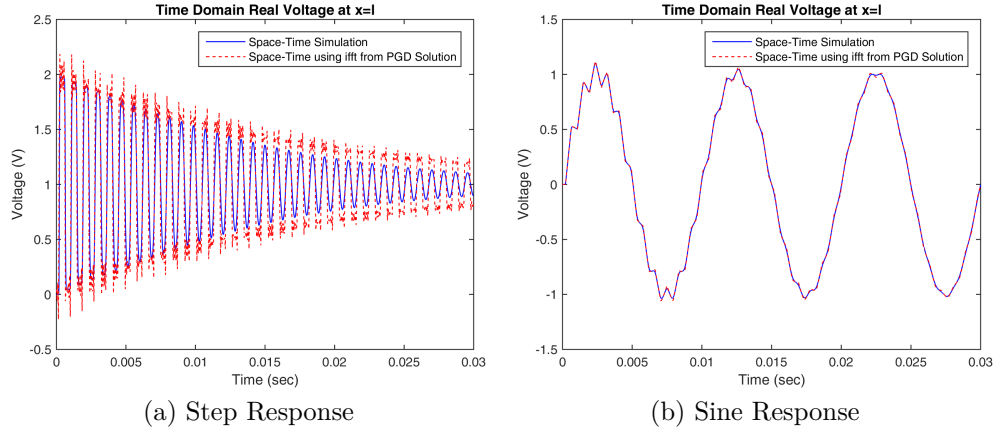 Time Domain Real Voltage at x=l
2.5
2
1.5
1
0.5
0
-0.5
Voltage (V)
Space-Time Simulation
Space-Time using ifft from PGD Solution
0 0.005 0.01 0.015 0.02 0.025 0.03
Time (sec)
(a) Step Response
Time Domain Real Voltage at x=l
1.5
1
0.5
0
-0.5
-1
-1.5
Voltage (V)
Space-Time Simulation
Space-Time using ifft from PGD Solution
0 0.005 0.01 0.015 0.02 0.025 0.03
Time (sec)
(b) Sine Response